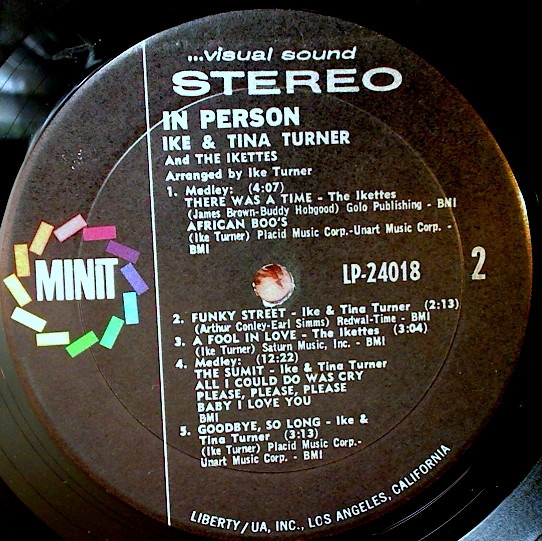 ...visual sound
STEREO
IN PERSON
IKE & TINA TURNER
And THE IKETTES
Arranged by Ike Turner
1. Medley: (4:07)
THERE WAS A TIME - The Ikettes
(James Brown-Buddy Hobgood) Golo Publishing - BMI
AFRICAN BOO'S
(Ike Turner) Placid Music Corp.-Unart Music Corp. -
BMI
MINIT
LP-24018
2
2. FUNKY STREET - Ike & Tina Turner (2:13)
(Arthur Conley-Earl Simms) Redwal-Time - BMI
3. A FOOL IN LOVE - The Ikettes (3:04)
(Ike Turner) Saturn Music, Inc. - BMI
4. Medley: (12:22)
THE SUMIT - Ike & Tina Turner
ALL I COULD DO WAS CRY
PLEASE, PLEASE, PLEASE
BABY I LOVE YOU
BMI
5. GOODBYE, SO LONG - Ike &
Tina Turner (3:13)
(Ike Turner) Placid Music Corp.-
Unart Music Corp. - BMI
LIBERTY/UA, INC., LOS ANGELES, CALIFORNIA